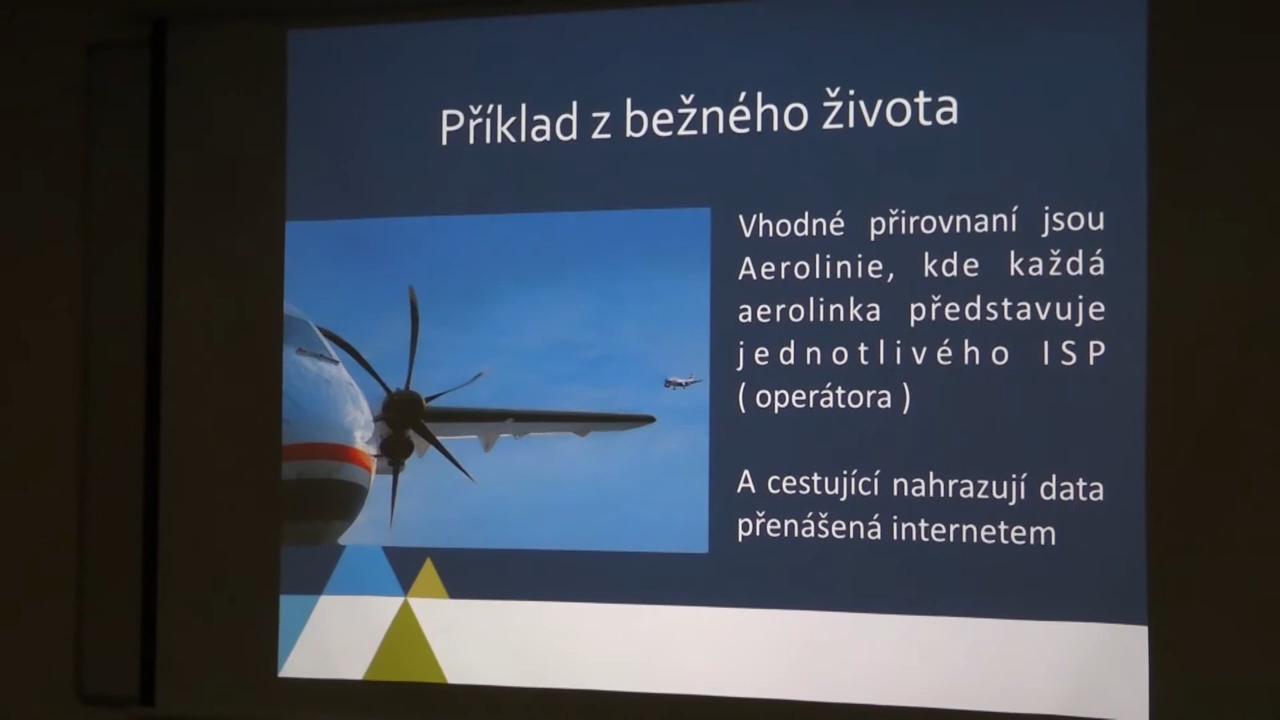 Příklad z bežného života
Vhodné přirovnaní jsou
Aerolinie, kde každá
aerolinka představuje
jednotlivého ISP
( operátora )
A cestující nahrazují data
přenášená internetem